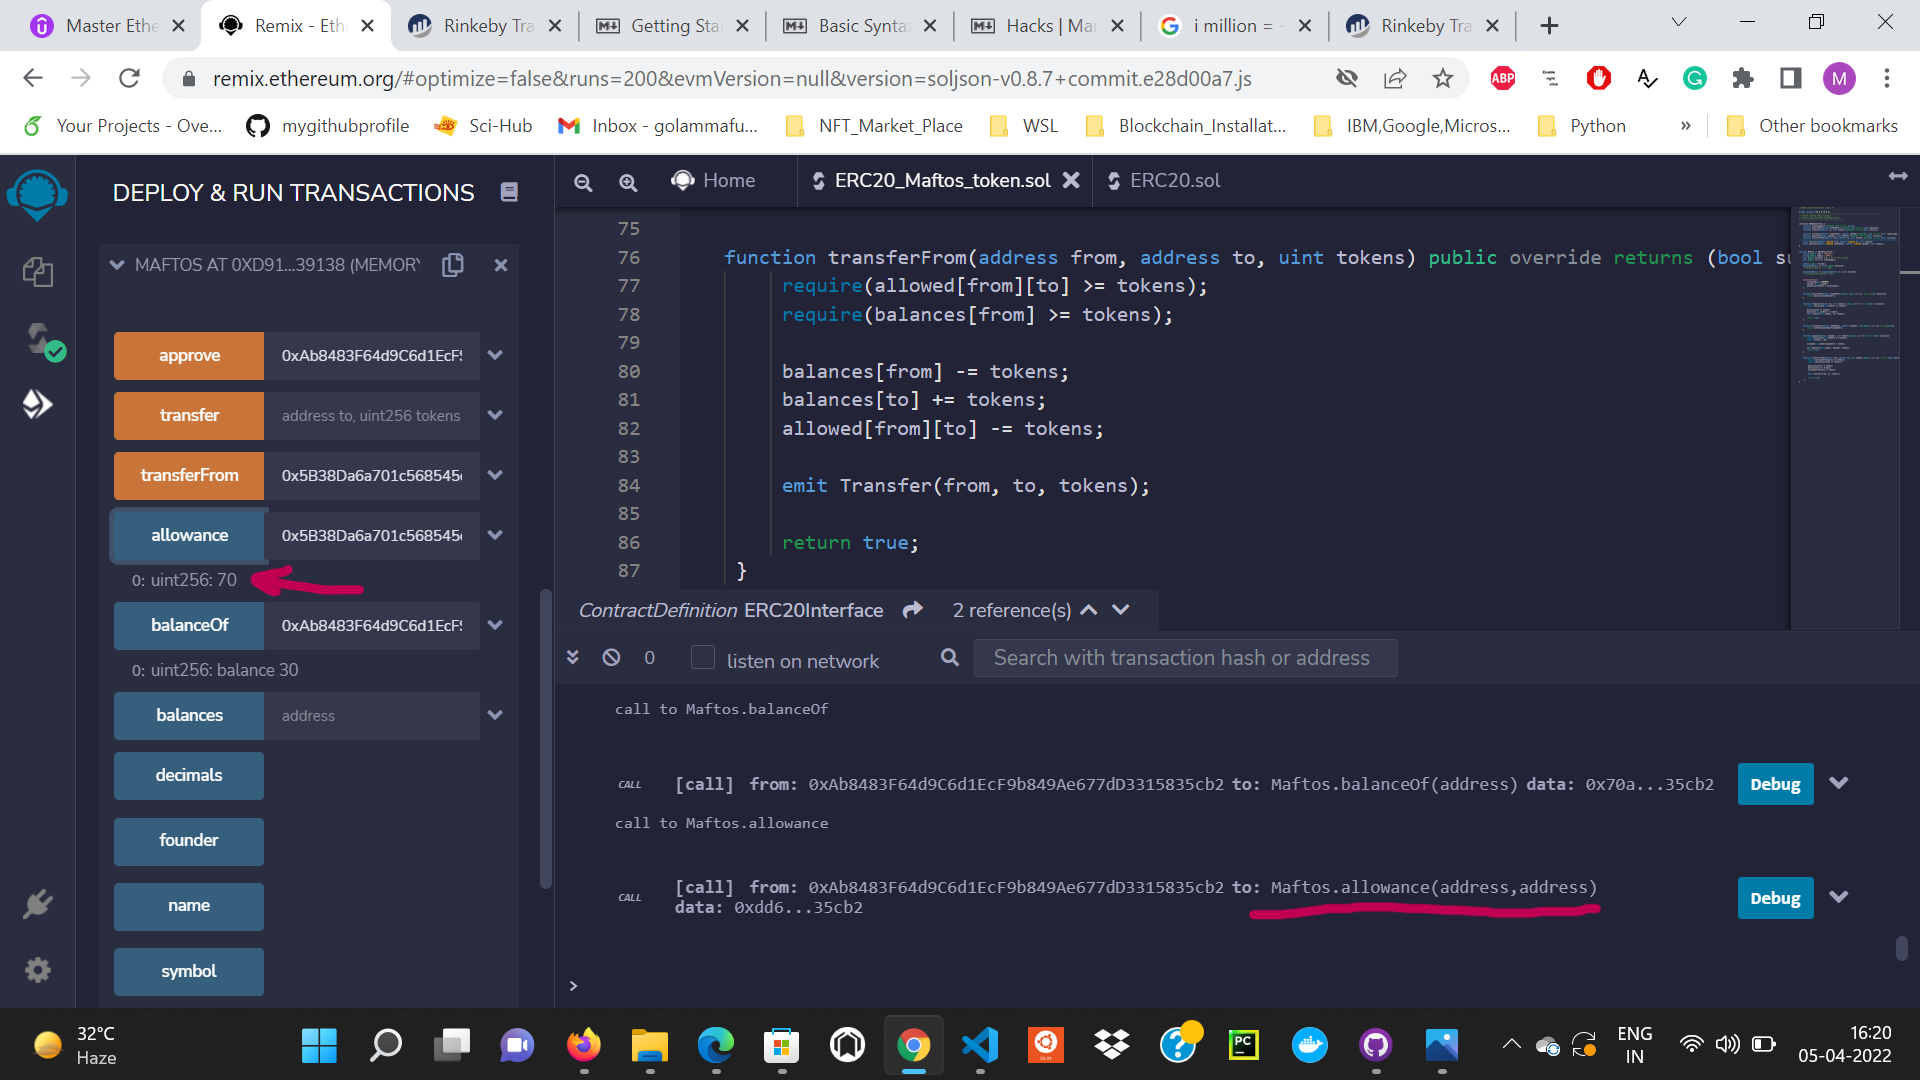 Master Ethe
Remix - Eth
Rinkeby Tra
Getting Sta
Basic Synta
Hacks | Mar
i million = -
Rinkeby Tra
remix.ethereum.org/#optimize=false&runs=200&evmVersion=null&version=soljson-v0.8.7+commit.e28d00a7.js
ABP
M
Your Projects - Ove...
mygithubprofile
Sci-Hub
Inbox - golammafu...
NFT_Market_Place
WSL
Blockchain_Installat...
IBM,Google,Micros...
Python
»
Other bookmarks
DEPLOY & RUN TRANSACTIONS
Home
ERC20_Maftos_token.sol
ERC20.sol
MAFTOS AT 0XD91...39138 (MEMORY
approve 0xAb8483F64d9C6d1EcF9
transfer address to, uint256 tokens
transferFrom 0x5B38Da6a701c568545
allowance 0x5B38Da6a701c568545
0: uint256: 70
balanceOf 0xAb8483F64d9C6d1EcF9
0: uint256: balance 30
balances address
decimals
founder
name
symbol
75
76 function transferFrom(address from, address to, uint tokens) public override returns (bool su
77 require(allowed[from][to] >= tokens);
78 require(balances[from] >= tokens);
79
80 balances[from] -= tokens;
81 balances[to] += tokens;
82 allowed[from][to] -= tokens;
83
84 emit Transfer(from, to, tokens);
85
86 return true;
87 }
ContractDefinition ERC20Interface 2 reference(s)
0 listen on network Search with transaction hash or address
call to Maftos.balanceOf
CALL [call] from: 0xAb8483F64d9C6d1EcF9b849Ae677dD3315835cb2 to: Maftos.balanceOf(address) data: 0x70a...35cb2 Debug
call to Maftos.allowance
CALL [call] from: 0xAb8483F64d9C6d1EcF9b849Ae677dD3315835cb2 to: Maftos.allowance(address,address)
data: 0xdd6...35cb2 Debug
>
32°C
Haze
PC
ENG
IN
16:20
05-04-2022